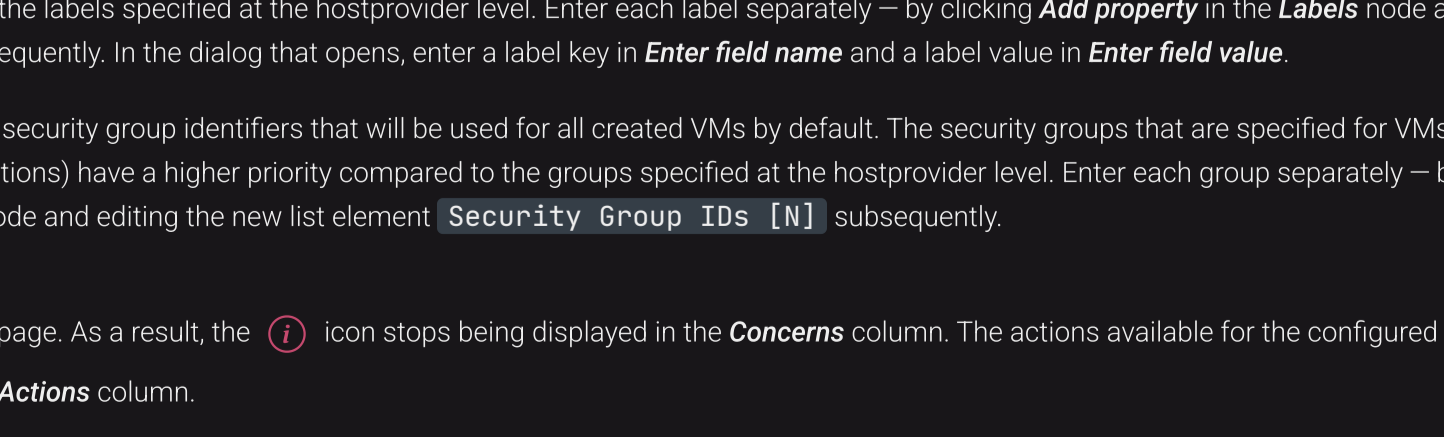 the labels specified at the hostprovider level. Enter each label separately — by clicking Add property in the Labels node a
equently. In the dialog that opens, enter a label key in Enter field name and a label value in Enter field value.
security group identifiers that will be used for all created VMs by default. The security groups that are specified for VMs
tions) have a higher priority compared to the groups specified at the hostprovider level. Enter each group separately — b
ode and editing the new list element Security Group IDs [N] subsequently.
page. As a result, the i icon stops being displayed in the Concerns column. The actions available for the configured
Actions column.